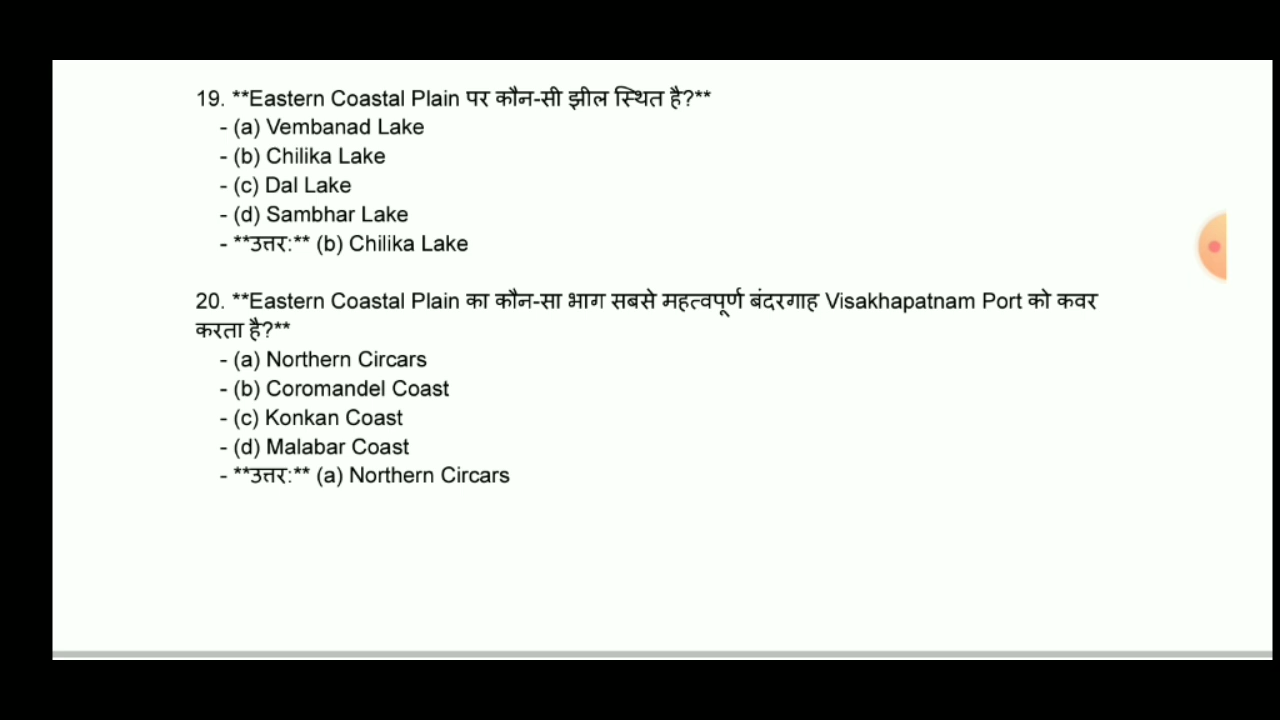 19. **Eastern Coastal Plain पर कौन-सी झील स्थित है?**
- (a) Vembanad Lake
- (b) Chilika Lake
- (c) Dal Lake
- (d) Sambhar Lake
- **उत्तर:** (b) Chilika Lake
20. **Eastern Coastal Plain का कौन-सा भाग सबसे महत्वपूर्ण बंदरगाह Visakhapatnam Port को कवर
करता है?**
- (a) Northern Circars
- (b) Coromandel Coast
- (c) Konkan Coast
- (d) Malabar Coast
- **उत्तर:** (a) Northern Circars